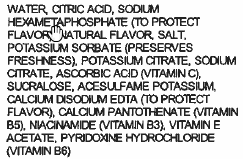 WATER, CITRIC ACID, SODIUM
HEXAMETAPHOSPHATE (TO PROTECT
FLAVOR), NATURAL FLAVOR, SALT,
POTASSIUM SORBATE (PRESERVES
FRESHNESS), POTASSIUM CITRATE, SODIUM
CITRATE, ASCORBIC ACID (VITAMIN C),
SUCRALOSE, ACESULFAME POTASSIUM,
CALCIUM DISODIUM EDTA (TO PROTECT
FLAVOR), CALCIUM PANTOTHENATE (VITAMIN
B5), NIACINAMIDE (VITAMIN B3), VITAMIN E
ACETATE, PYRIDOXINE HYDROCHLORIDE
(VITAMIN B6)